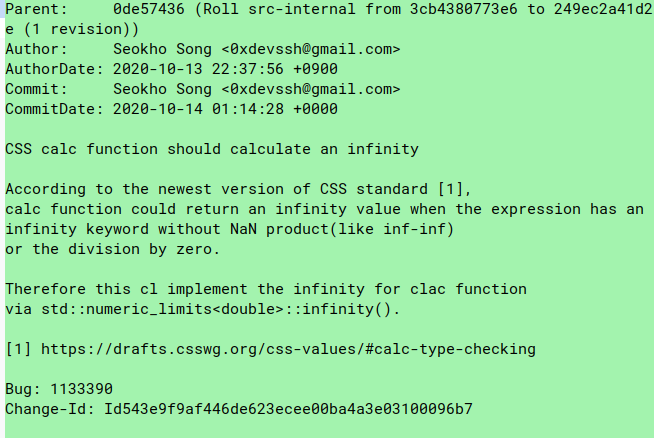 Parent:     0de57436 (Roll src-internal from 3cb4380773e6 to 249ec2a41d2
e (1 revision))
Author:     Seokho Song <0xdevssh@gmail.com>
AuthorDate: 2020-10-13 22:37:56 +0900
Commit:     Seokho Song <0xdevssh@gmail.com>
CommitDate: 2020-10-14 01:14:28 +0000

CSS calc function should calculate an infinity

According to the newest version of CSS standard [1],
calc function could return an infinity value when the expression has an
infinity keyword without NaN product(like inf-inf)
or the division by zero.

Therefore this cl implement the infinity for clac function
via std::numeric_limits<double>::infinity().

[1] https://drafts.csswg.org/css-values/#calc-type-checking

Bug: 1133390
Change-Id: Id543e9f9af446de623ecee00ba4a3e03100096b7